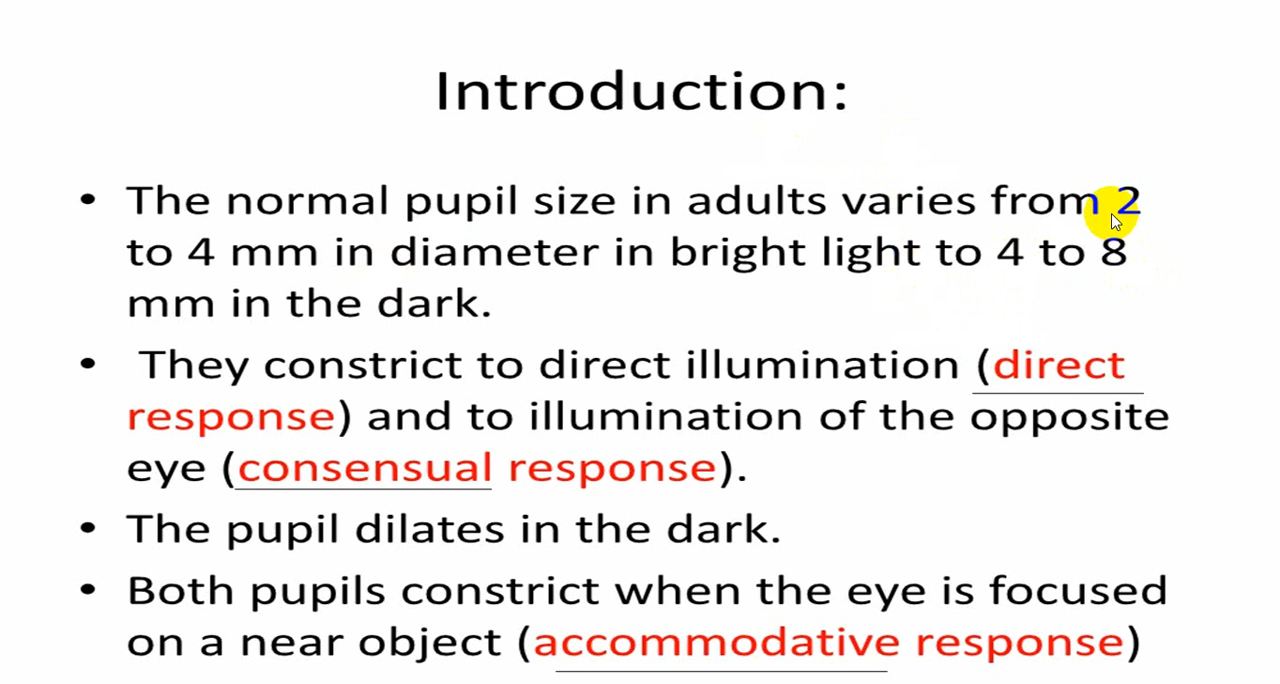 Introduction:
• The normal pupil size in adults varies from 2
to 4 mm in diameter in bright light to 4 to 8
mm in the dark.
• They constrict to direct illumination (direct
response) and to illumination of the opposite
eye (consensual response).
• The pupil dilates in the dark.
• Both pupils constrict when the eye is focused
on a near object (accommodative response)